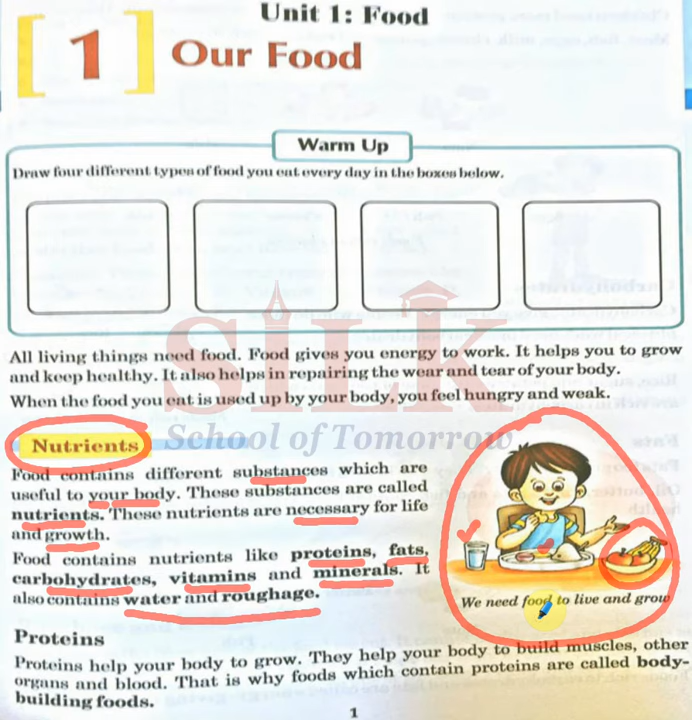 Unit 1: Food
[ 1 ] Our Food
Warm Up
Draw four different types of food you eat every day in the boxes below.
All living things need food. Food gives you energy to work. It helps you to grow
and keep healthy. It also helps in repairing the wear and tear of your body.
When the food you eat is used up by your body, you feel hungry and weak.
SiLK
School of Tomorrow
Nutrients
Food contains different substances which are
useful to your body. These substances are called
nutrients. These nutrients are necessary for life
and growth.
Food contains nutrients like proteins, fats,
carbohydrates, vitamins and minerals. It
also contains water and roughage.
We need food to live and grow
Proteins
Proteins help your body to grow. They help your body to build muscles, other
organs and blood. That is why foods which contain proteins are called body-
building foods.
1